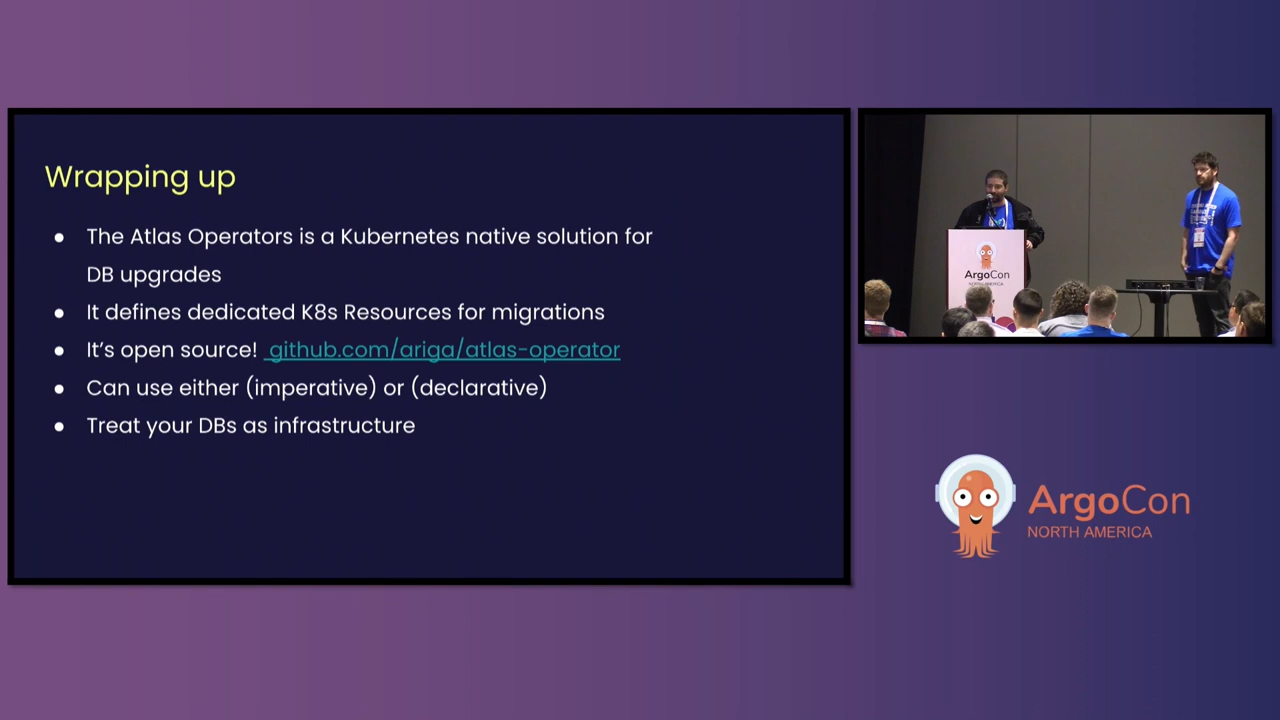 Wrapping up
● The Atlas Operators is a Kubernetes native solution for
DB upgrades
● It defines dedicated K8s Resources for migrations
● It’s open source! github.com/ariga/atlas-operator
● Can use either (imperative) or (declarative)
● Treat your DBs as infrastructure
ArgoCon
NORTH AMERICA
ArgoCon
NORTH AMERICA